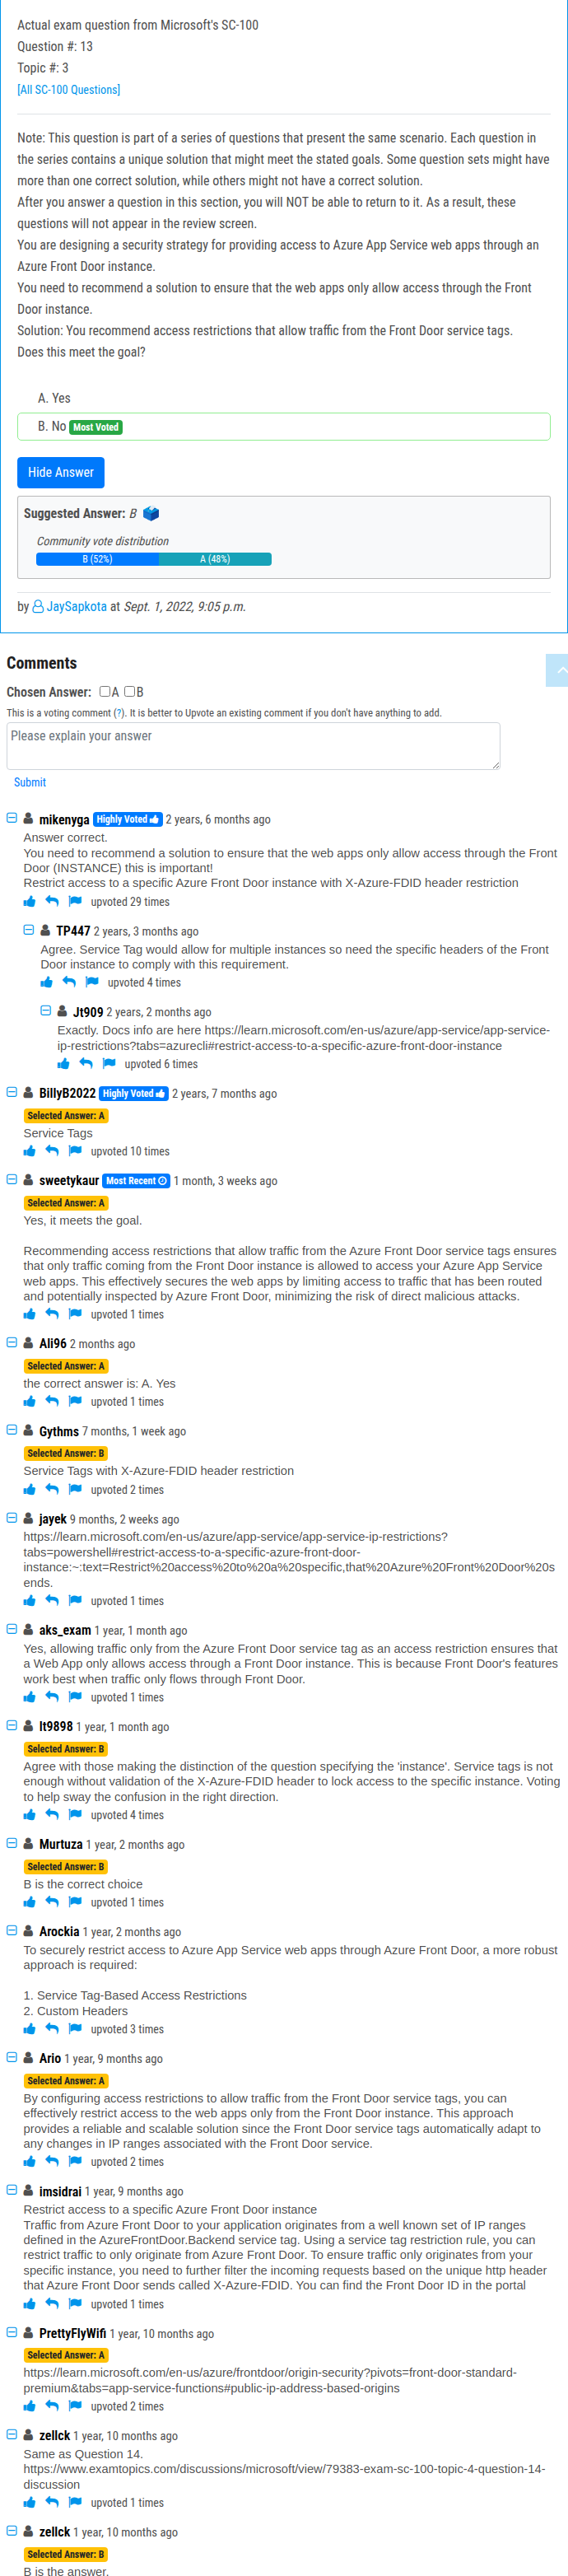 Actual exam question from Microsoft's SC-100
Question #: 13
Topic #: 3
[All SC-100 Questions]
Note: This question is part of a series of questions that present the same scenario. Each question in
the series contains a unique solution that might meet the stated goals. Some question sets might have
more than one correct solution, while others might not have a correct solution.
After you answer a question in this section, you will NOT be able to return to it. As a result, these
questions will not appear in the review screen.
You are designing a security strategy for providing access to Azure App Service web apps through an
Azure Front Door instance.
You need to recommend a solution to ensure that the web apps only allow access through the Front
Door instance.
Solution: You recommend access restrictions that allow traffic from the Front Door service tags.
Does this meet the goal?
A. Yes
B. No Most Voted
Hide Answer
Suggested Answer: B
Community vote distribution
B (52%) A (48%)
by JaySapkota at Sept. 1, 2022, 9:05 p.m.
Comments
Chosen Answer: A B
This is a voting comment (?). It is better to Upvote an existing comment if you don't have anything to add.
Please explain your answer
Submit
mikenyga Highly Voted 2 years, 6 months ago
Answer correct.
You need to recommend a solution to ensure that the web apps only allow access through the Front
Door (INSTANCE) this is important!
Restrict access to a specific Azure Front Door instance with X-Azure-FDID header restriction
upvoted 29 times
TP447 2 years, 3 months ago
Agree. Service Tag would allow for multiple instances so need the specific headers of the Front
Door instance to comply with this requirement.
upvoted 4 times
Jt909 2 years, 2 months ago
Exactly. Docs info are here https://learn.microsoft.com/en-us/azure/app-service/app-service-
ip-restrictions?tabs=azurecli#restrict-access-to-a-specific-azure-front-door-instance
upvoted 6 times
BillyB2022 Highly Voted 2 years, 7 months ago
Selected Answer: A
Service Tags
upvoted 10 times
sweetykaur Most Recent 1 month, 3 weeks ago
Selected Answer: A
Yes, it meets the goal.
Recommending access restrictions that allow traffic from the Azure Front Door service tags ensures
that only traffic coming from the Front Door instance is allowed to access your Azure App Service
web apps. This effectively secures the web apps by limiting access to traffic that has been routed
and potentially inspected by Azure Front Door, minimizing the risk of direct malicious attacks.
upvoted 1 times
Ali96 2 months ago
Selected Answer: A
the correct answer is: A. Yes
upvoted 1 times
Gythms 7 months, 1 week ago
Selected Answer: B
Service Tags with X-Azure-FDID header restriction
upvoted 2 times
jayek 9 months, 2 weeks ago
https://learn.microsoft.com/en-us/azure/app-service/app-service-ip-restrictions?
tabs=powershell#restrict-access-to-a-specific-azure-front-door-
instance:~:text=Restrict%20access%20to%20a%20specific,that%20Azure%20Front%20Door%20s
ends.
upvoted 1 times
aks_exam 1 year, 1 month ago
Yes, allowing traffic only from the Azure Front Door service tag as an access restriction ensures that
a Web App only allows access through a Front Door instance. This is because Front Door's features
work best when traffic only flows through Front Door.
upvoted 1 times
lt9898 1 year, 1 month ago
Selected Answer: B
Agree with those making the distinction of the question specifying the 'instance'. Service tags is not
enough without validation of the X-Azure-FDID header to lock access to the specific instance. Voting
to help sway the confusion in the right direction.
upvoted 4 times
Murtuza 1 year, 2 months ago
Selected Answer: B
B is the correct choice
upvoted 1 times
Arockia 1 year, 2 months ago
To securely restrict access to Azure App Service web apps through Azure Front Door, a more robust
approach is required:
1. Service Tag-Based Access Restrictions
2. Custom Headers
upvoted 3 times
Ario 1 year, 9 months ago
Selected Answer: A
By configuring access restrictions to allow traffic from the Front Door service tags, you can
effectively restrict access to the web apps only from the Front Door instance. This approach
provides a reliable and scalable solution since the Front Door service tags automatically adapt to
any changes in IP ranges associated with the Front Door service.
upvoted 2 times
imsidrai 1 year, 9 months ago
Restrict access to a specific Azure Front Door instance
Traffic from Azure Front Door to your application originates from a well known set of IP ranges
defined in the AzureFrontDoor.Backend service tag. Using a service tag restriction rule, you can
restrict traffic to only originate from Azure Front Door. To ensure traffic only originates from your
specific instance, you need to further filter the incoming requests based on the unique http header
that Azure Front Door sends called X-Azure-FDID. You can find the Front Door ID in the portal
upvoted 1 times
PrettyFlyWifi 1 year, 10 months ago
Selected Answer: A
https://learn.microsoft.com/en-us/azure/frontdoor/origin-security?pivots=front-door-standard-
premium&tabs=app-service-functions#public-ip-address-based-origins
upvoted 2 times
zellck 1 year, 10 months ago
Same as Question 14.
https://www.examtopics.com/discussions/microsoft/view/79383-exam-sc-100-topic-4-question-14-
discussion
upvoted 1 times
zellck 1 year, 10 months ago
Selected Answer: B
B is the answer.